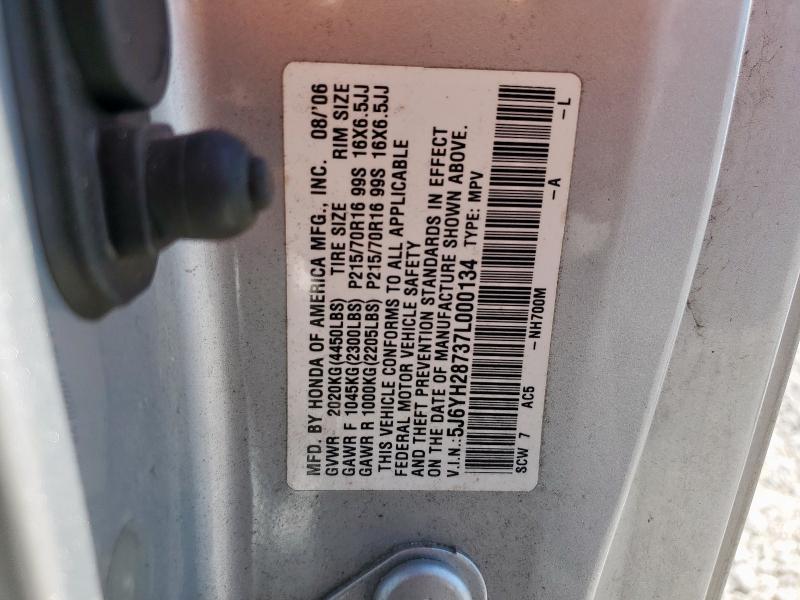 MFD. BY HONDA OF AMERICA MFG., INC. 08/'06
GVWR 2020KG(4450LBS) TIRE SIZE RIM SIZE
GAWR F 1045KG(2300LBS) P215/70R16 99S 16X6.5JJ
GAWR R 1000KG(2205LBS) P215/70R16 99S 16X6.5JJ
THIS VEHICLE CONFORMS TO ALL APPLICABLE
FEDERAL MOTOR VEHICLE SAFETY
AND THEFT PREVENTION STANDARDS IN EFFECT
ON THE DATE OF MANUFACTURE SHOWN ABOVE.
V.I.N.:5J6YH28737L000134 TYPE: MPV
SCW 7 AC5 -NH700M -A -L